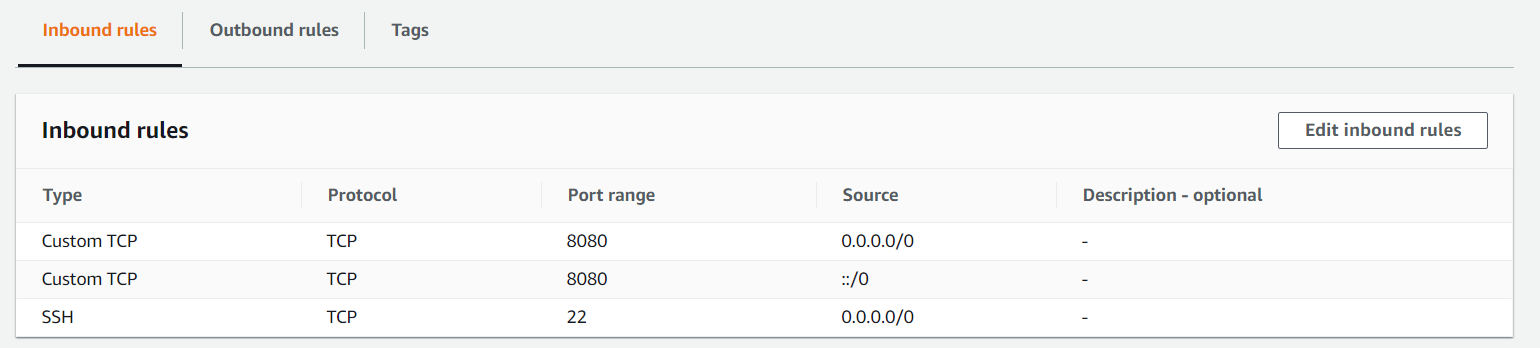 Inbound rules Outbound rules Tags
Inbound rules Edit inbound rules
Type Protocol Port range Source Description - optional
Custom TCP TCP 8080 0.0.0.0/0 -
Custom TCP TCP 8080 ::/0 -
SSH TCP 22 0.0.0.0/0 -